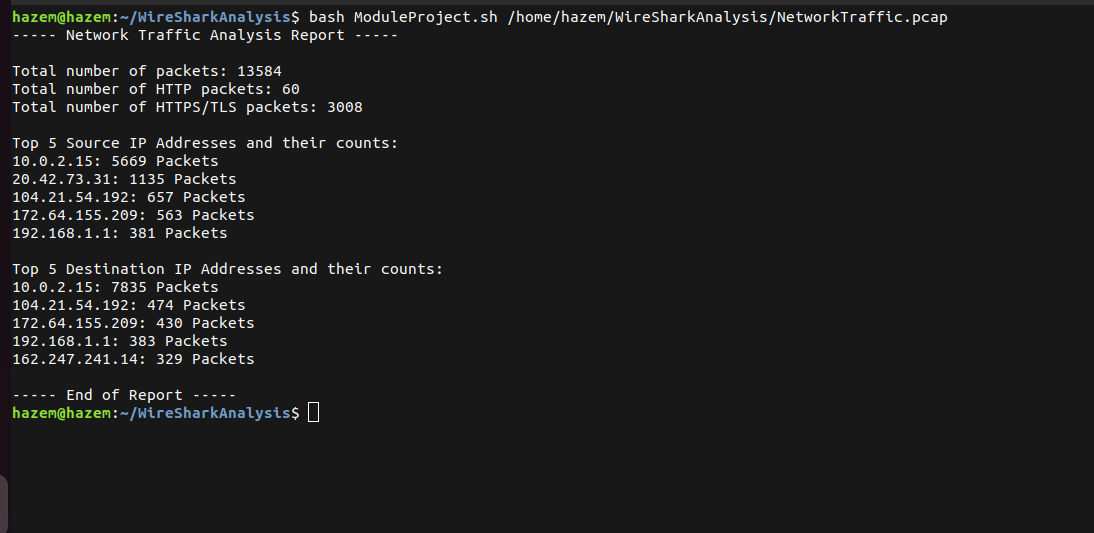 hazem@hazem:~/WireSharkAnalysis$ bash ModuleProject.sh /home/hazem/WireSharkAnalysis/NetworkTraffic.pcap
----- Network Traffic Analysis Report -----
Total number of packets: 13584
Total number of HTTP packets: 60
Total number of HTTPS/TLS packets: 3008
Top 5 Source IP Addresses and their counts:
10.0.2.15: 5669 Packets
20.42.73.31: 1135 Packets
104.21.54.192: 657 Packets
172.64.155.209: 563 Packets
192.168.1.1: 381 Packets
Top 5 Destination IP Addresses and their counts:
10.0.2.15: 7835 Packets
104.21.54.192: 474 Packets
172.64.155.209: 430 Packets
192.168.1.1: 383 Packets
162.247.241.14: 329 Packets
----- End of Report -----
hazem@hazem:~/WireSharkAnalysis$